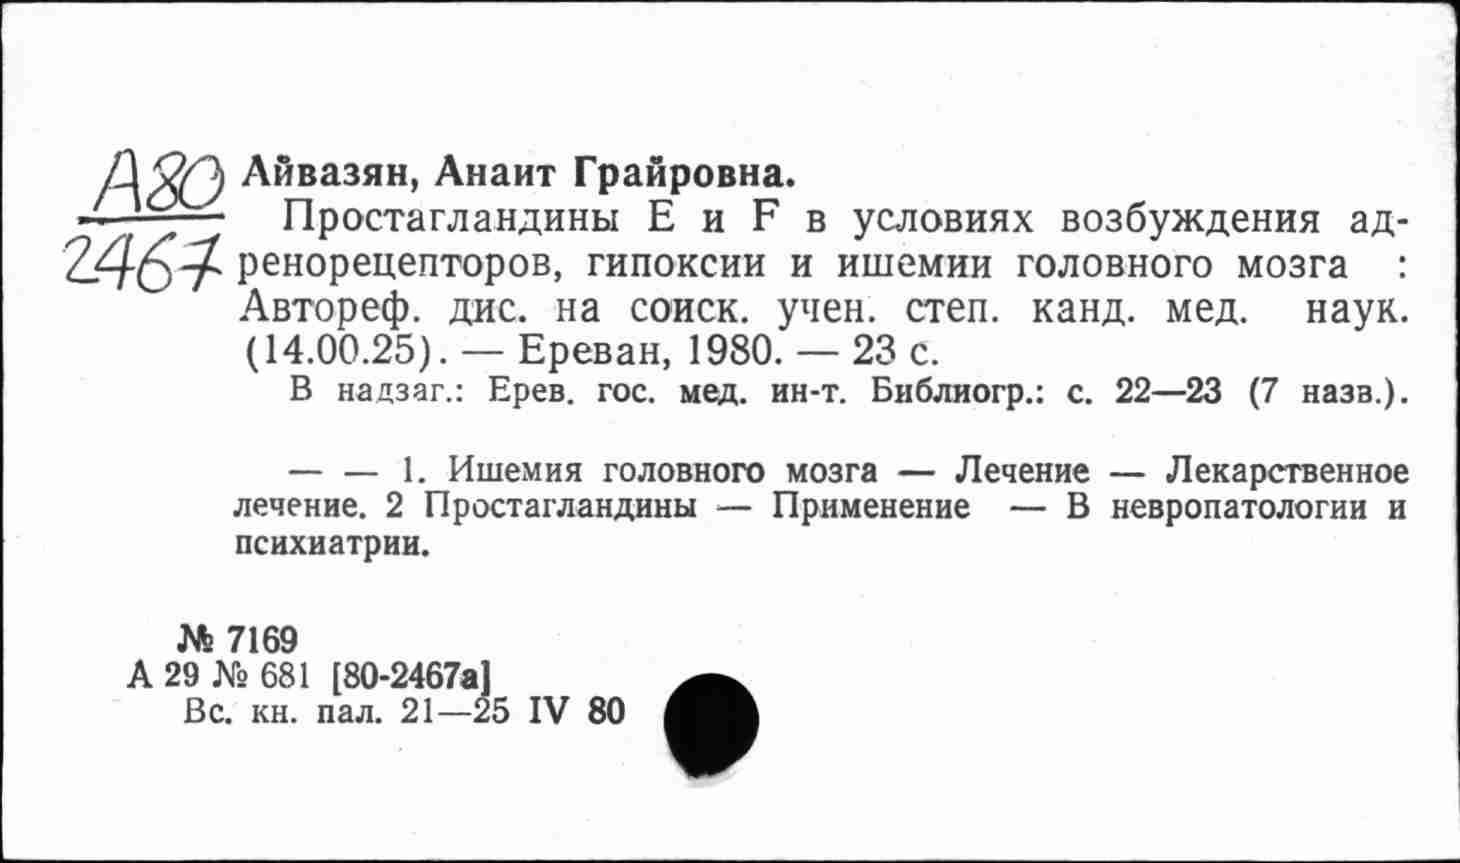 А80
2467
Айвазян, Анаит Грайровна.
Простагландины Е и F в условиях возбуждения ад-
ренорецепторов, гипоксии и ишемии головного мозга :
Автореф. дис. на соиск. учен. степ. канд. мед. наук.
(14.00.25). — Ереван, 1980. — 23 с.
В надзаг.: Ерев. гос. мед. ин-т. Библиогр.: с. 22—23 (7 назв.).
— — 1. Ишемия головного мозга — Лечение — Лекарственное
лечение. 2 Простагландины — Применение — В невропатологии и
психиатрии.
№ 7169
А 29 № 681 [80-2467а]
Вс. кн. пал. 21—25 IV 80